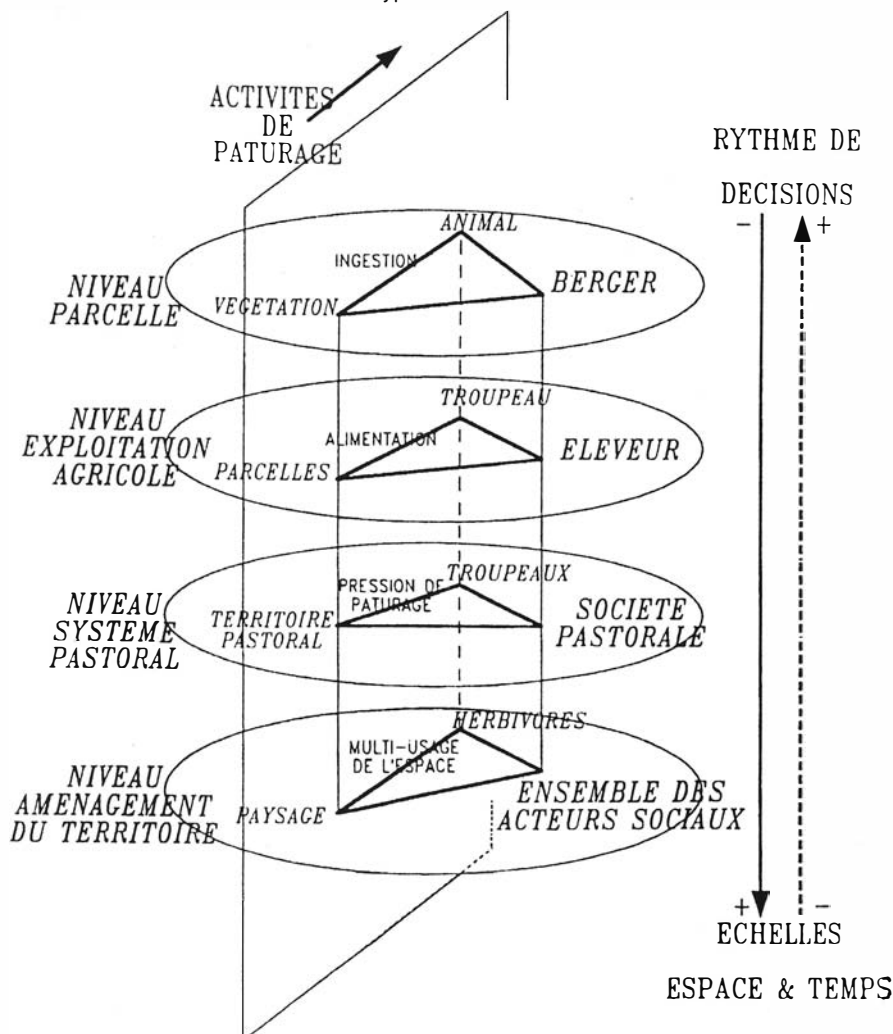 ACTIVITES
DE
PATURAGE
RYTHME DE
DECISIONS
- +
ANIMAL
INGESTION
NIVEAU
PARCELLE
VEGETATION
BERGER
TROUPEAU
NIVEAU
EXPLOITATION
AGRICOLE
ALIMENTATION
PARCELLES
ELEVEUR
TROUPEAUX
PRESSION DE
PATURAGE
NIVEAU
SYSTEME
PASTORAL
TERRITOIRE
PASTORAL
SOCIETE
PASTORALE
HERBIVORES
MULTI-USAGE
DE L'ESPACE
NIVEAU
AMENAGEMENT
DU TERRITOIRE
PAYSAGE
ENSEMBLE DES
ACTEURS SOCIAUX
+ -
ECHELLES
ESPACE & TEMPS